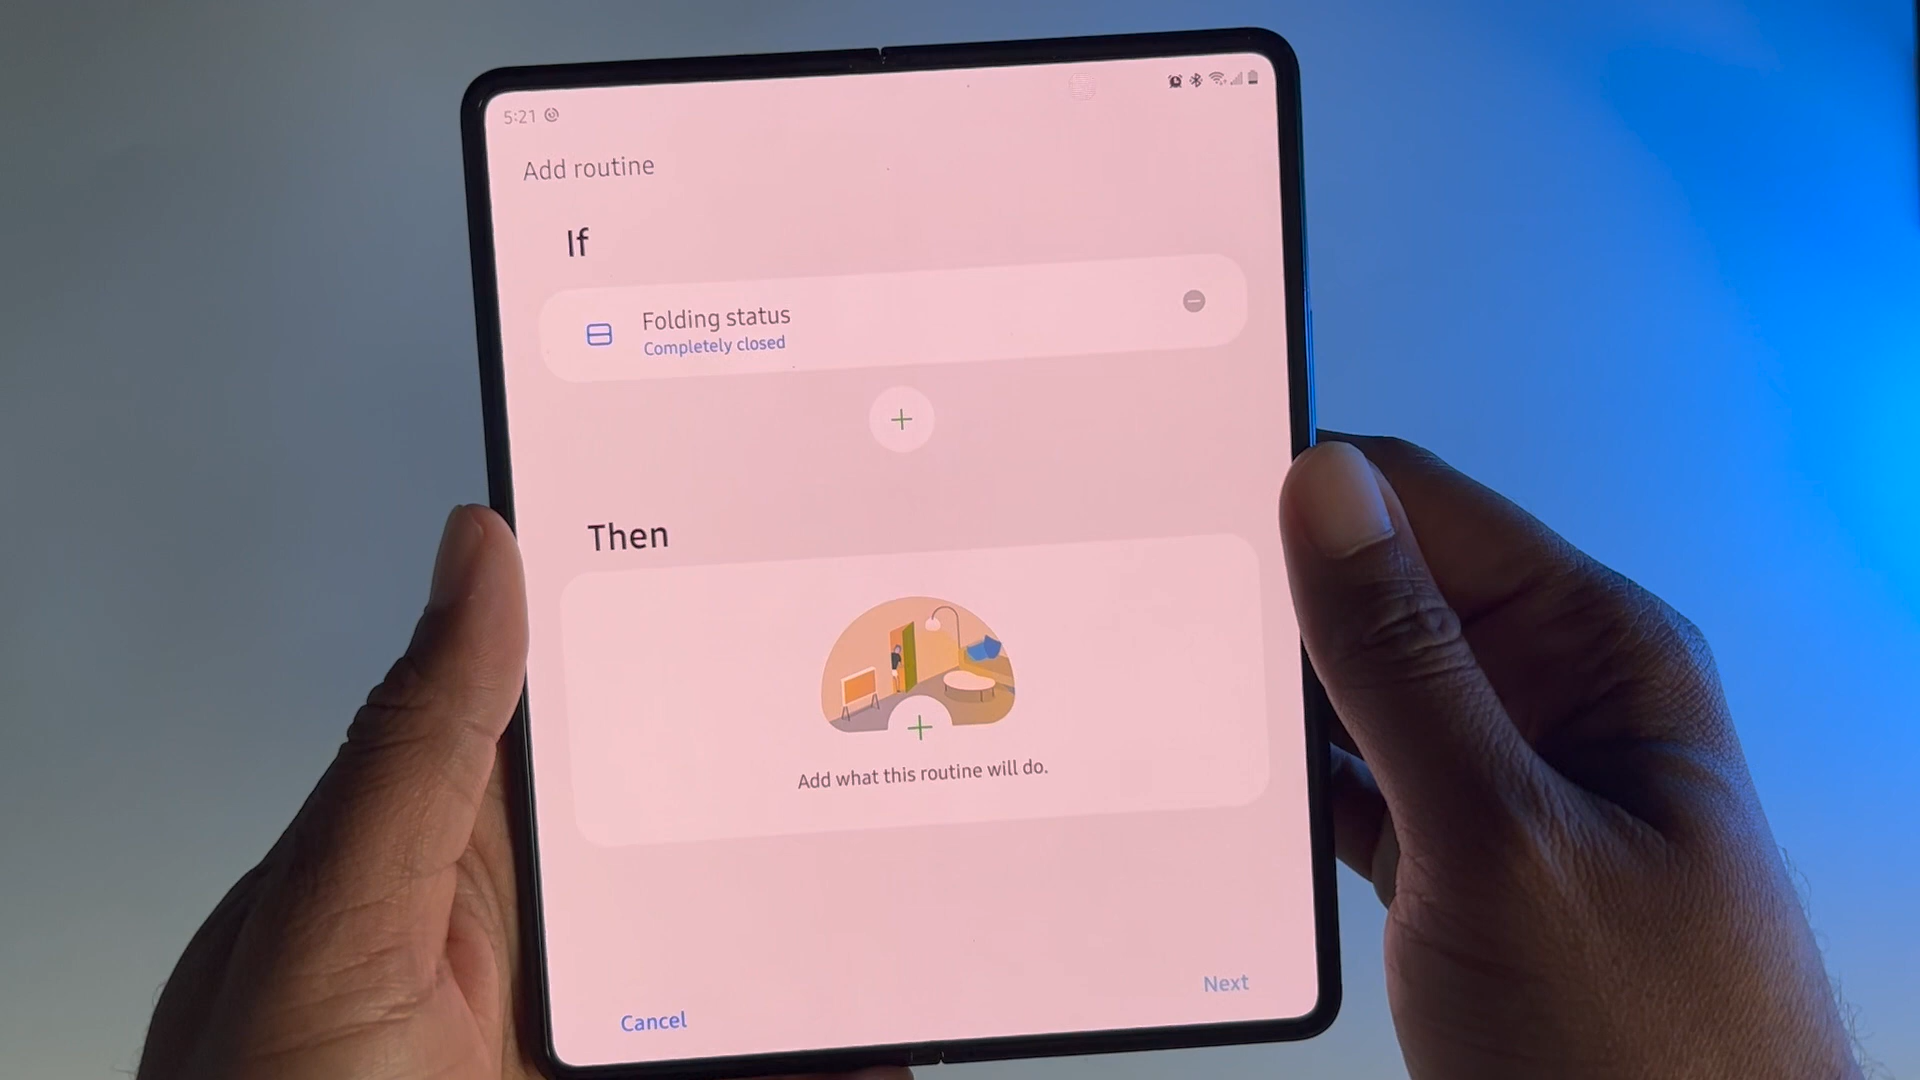 5:21
Add routine
If
Folding status
Completely closed
Then
Add what this routine will do.
Next
Cancel